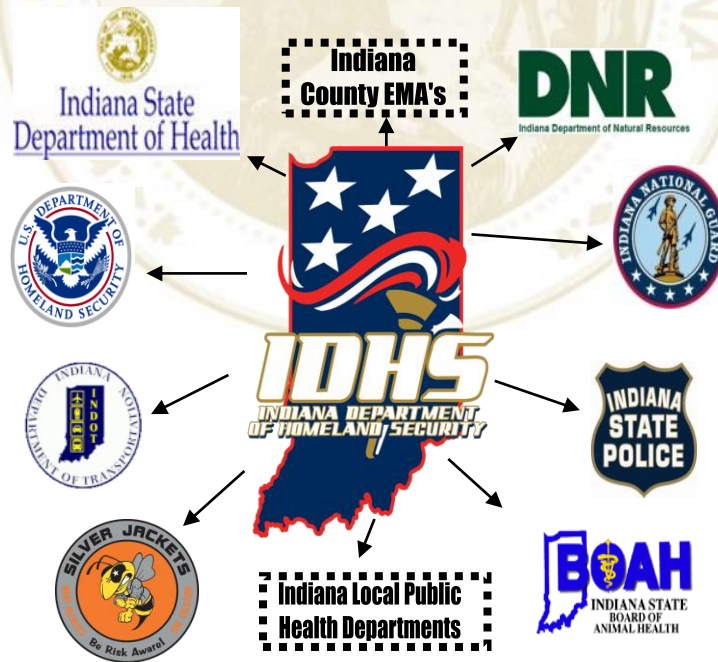 Indiana State
Department of Health
Indiana
County EMA's
DNR
Indiana Department of Natural Resources
U.S. DEPARTMENT OF
HOMELAND SECURITY
INDIANA NATIONAL GUARD
IDHS
INDIANA DEPARTMENT
OF HOMELAND SECURITY
INDIANA
DEPARTMENT OF TRANSPORTATION
INDOT
INDIANA
STATE
POLICE
SILVER JACKETS
Be Risk Aware!
Indiana Local Public
Health Departments
BOAH
INDIANA STATE
BOARD OF
ANIMAL HEALTH